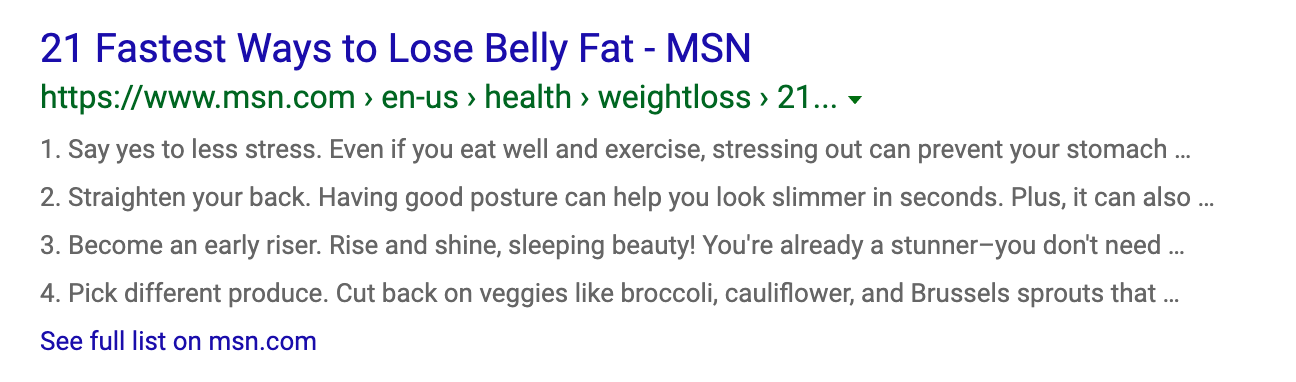 21 Fastest Ways to Lose Belly Fat - MSN
https://www.msn.com › en-us › health › weightloss › 21...
1. Say yes to less stress. Even if you eat well and exercise, stressing out can prevent your stomach ...
2. Straighten your back. Having good posture can help you look slimmer in seconds. Plus, it can also ...
3. Become an early riser. Rise and shine, sleeping beauty! You're already a stunner–you don't need ...
4. Pick different produce. Cut back on veggies like broccoli, cauliflower, and Brussels sprouts that ...
See full list on msn.com